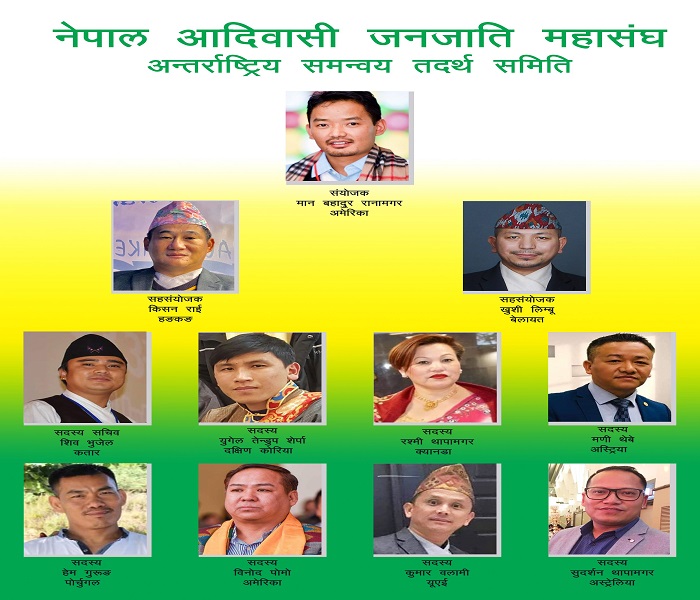 नेपाल आदिवासी जनजाति महासंघ
अन्तर्राष्ट्रिय समन्वय तदर्थ समिति
संयोजक
मान बहादुर रानामगर
अमेरिका
सहसंयोजक
किसन राई
हङकङ
सहसंयोजक
खुशी लिम्बू
बेलायत
सदस्य सचिव
शिव भुजेल
कतार
सदस्य
युगेल तेन्डुप शेर्पा
दक्षिण कोरिया
सदस्य
रश्मी थापामगर
क्यानडा
सदस्य
मणी थेबे
अस्ट्रिया
सदस्य
हेम गुरूङ
पोर्चुगल
सदस्य
विनोद पोमो
अमेरिका
सदस्य
कुमार वलामी
यूएई
सदस्य
सुदर्शन थापामगर
अस्ट्रेलिया